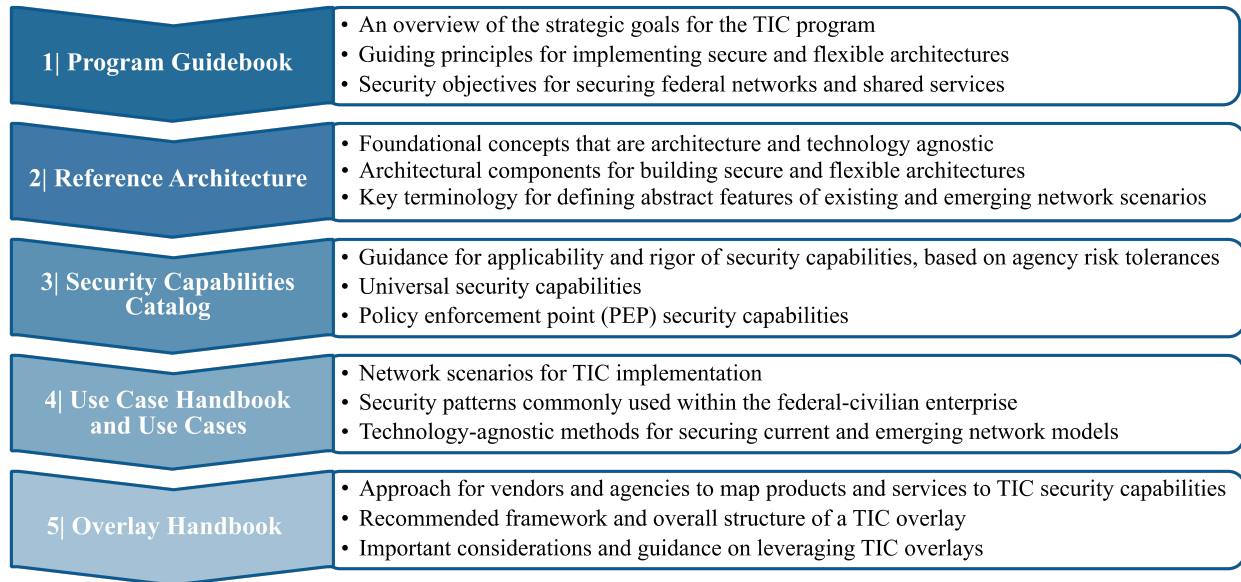 1| Program Guidebook
• An overview of the strategic goals for the TIC program
• Guiding principles for implementing secure and flexible architectures
• Security objectives for securing federal networks and shared services
2| Reference Architecture
• Foundational concepts that are architecture and technology agnostic
• Architectural components for building secure and flexible architectures
• Key terminology for defining abstract features of existing and emerging network scenarios
3| Security Capabilities
Catalog
• Guidance for applicability and rigor of security capabilities, based on agency risk tolerances
• Universal security capabilities
• Policy enforcement point (PEP) security capabilities
4| Use Case Handbook
and Use Cases
• Network scenarios for TIC implementation
• Security patterns commonly used within the federal-civilian enterprise
• Technology-agnostic methods for securing current and emerging network models
5| Overlay Handbook
• Approach for vendors and agencies to map products and services to TIC security capabilities
• Recommended framework and overall structure of a TIC overlay
• Important considerations and guidance on leveraging TIC overlays